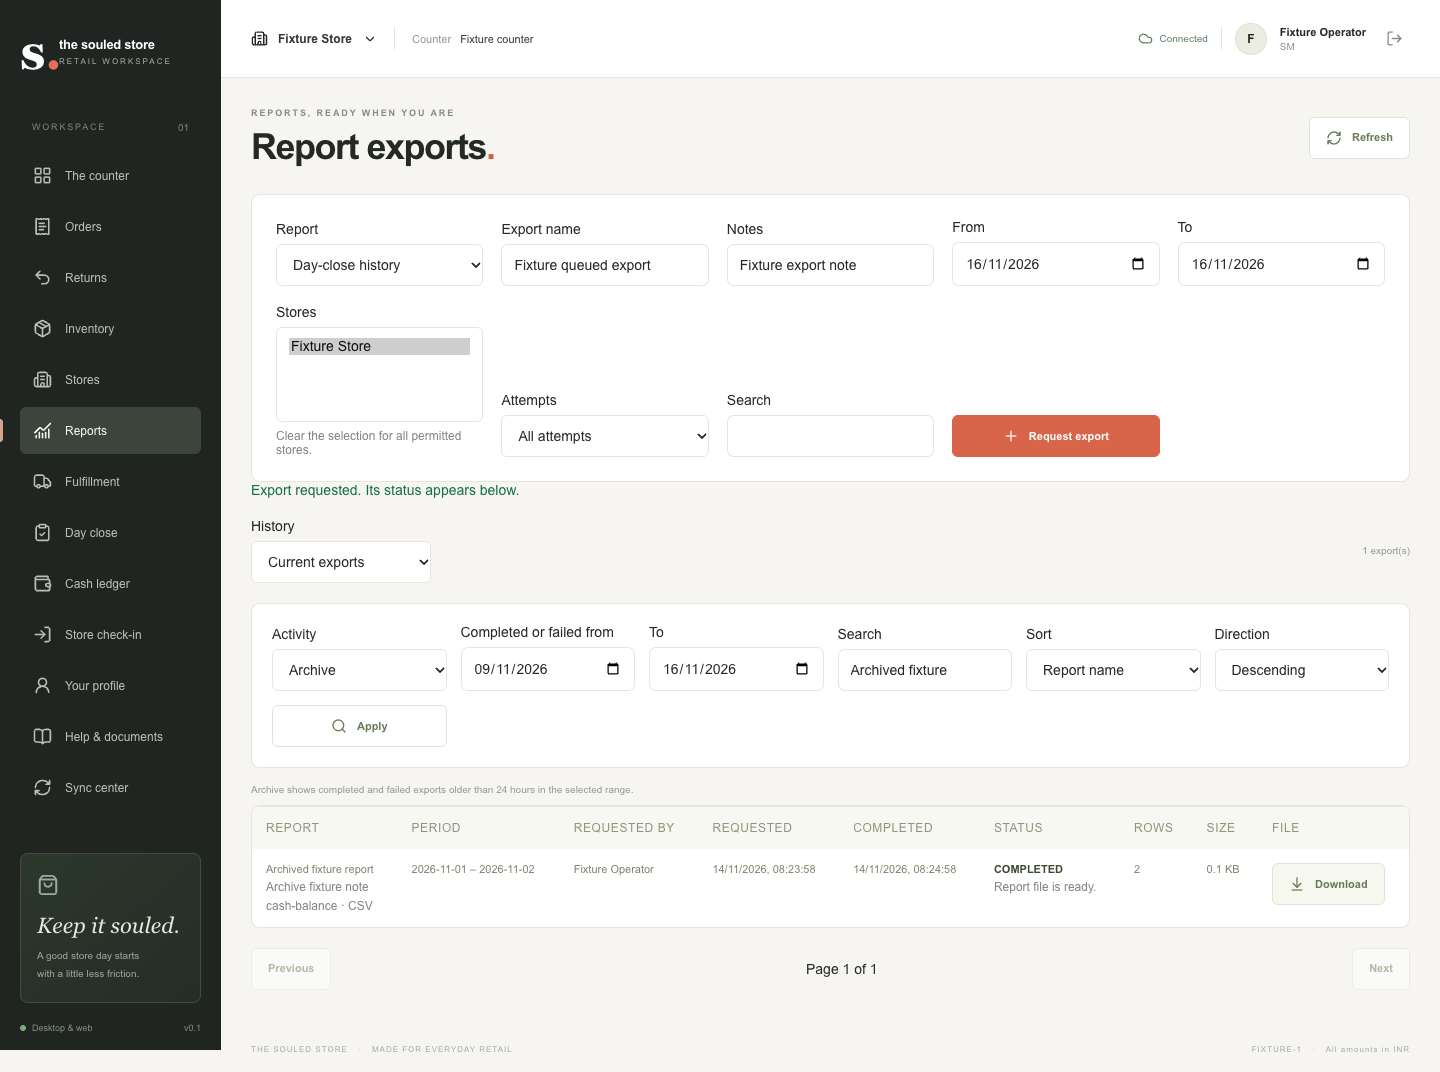 s.
the souled store
RETAIL WORKSPACE
WORKSPACE 01
The counter
Orders
Returns
Inventory
Stores
Reports
Fulfillment
Day close
Cash ledger
Store check-in
Your profile
Help & documents
Sync center
Keep it souled.
A good store day starts
with a little less friction.
Desktop & web v0.1
Fixture Store Counter Fixture counter
Connected
F
Fixture Operator
SM
REPORTS, READY WHEN YOU ARE
Report exports.
Refresh
Report Export name Notes From To
Day-close history Fixture queued export Fixture export note 16/11/2026 16/11/2026
Stores
Fixture Store
Clear the selection for all permitted
stores.
Attempts Search
All attempts
Request export
Export requested. Its status appears below.
History
Current exports
1 export(s)
Activity Completed or failed from To Search Sort Direction
Archive 09/11/2026 16/11/2026 Archived fixture Report name Descending
Apply
Archive shows completed and failed exports older than 24 hours in the selected range.
REPORT PERIOD REQUESTED BY REQUESTED COMPLETED STATUS ROWS SIZE FILE
Archived fixture report 2026-11-01 – 2026-11-02 Fixture Operator 14/11/2026, 08:23:58 14/11/2026, 08:24:58 COMPLETED 2 0.1 KB Download
Archive fixture note Report file is ready.
cash-balance · CSV
Previous Page 1 of 1 Next
THE SOULED STORE · MADE FOR EVERYDAY RETAIL FIXTURE-1 · All amounts in INR